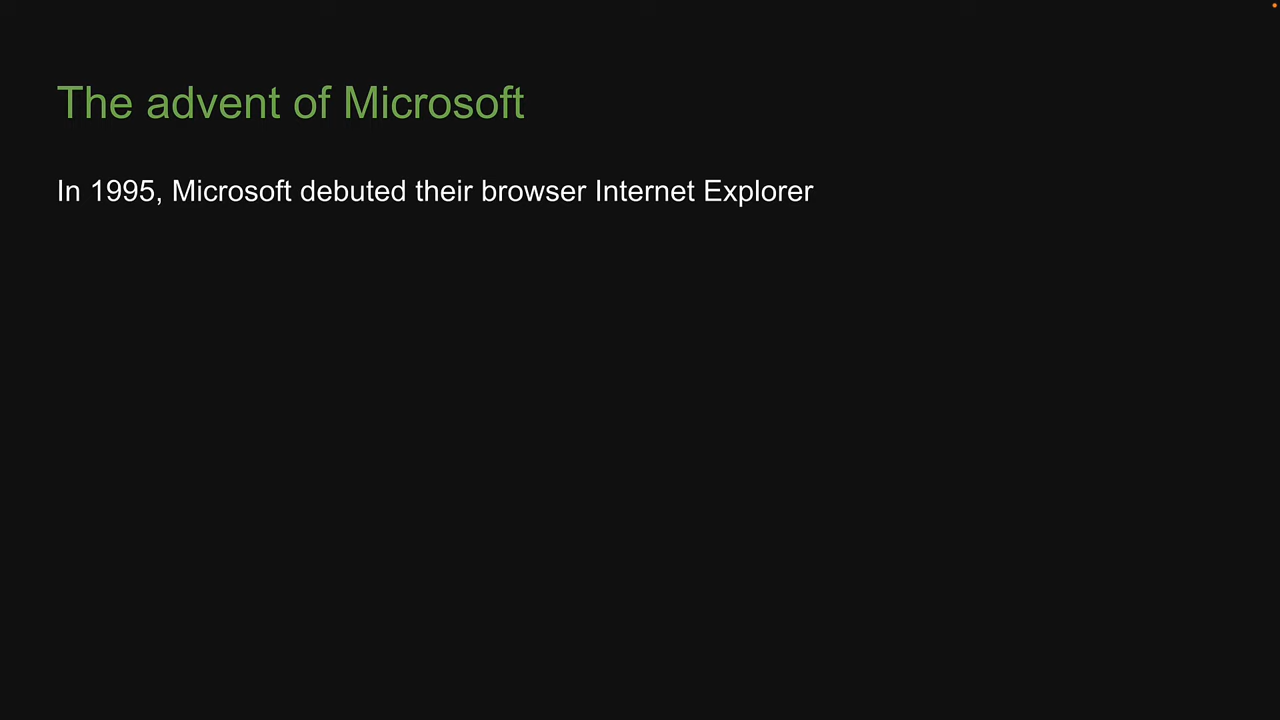 The advent of Microsoft
In 1995, Microsoft debuted their browser Internet Explorer